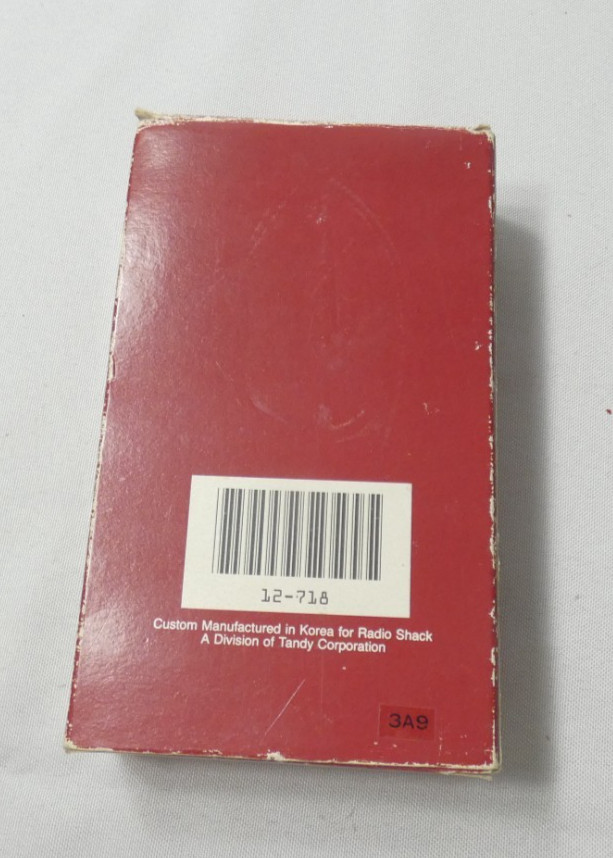 12-718
Custom Manufactured in Korea for Radio Shack
A Division of Tandy Corporation
3A9